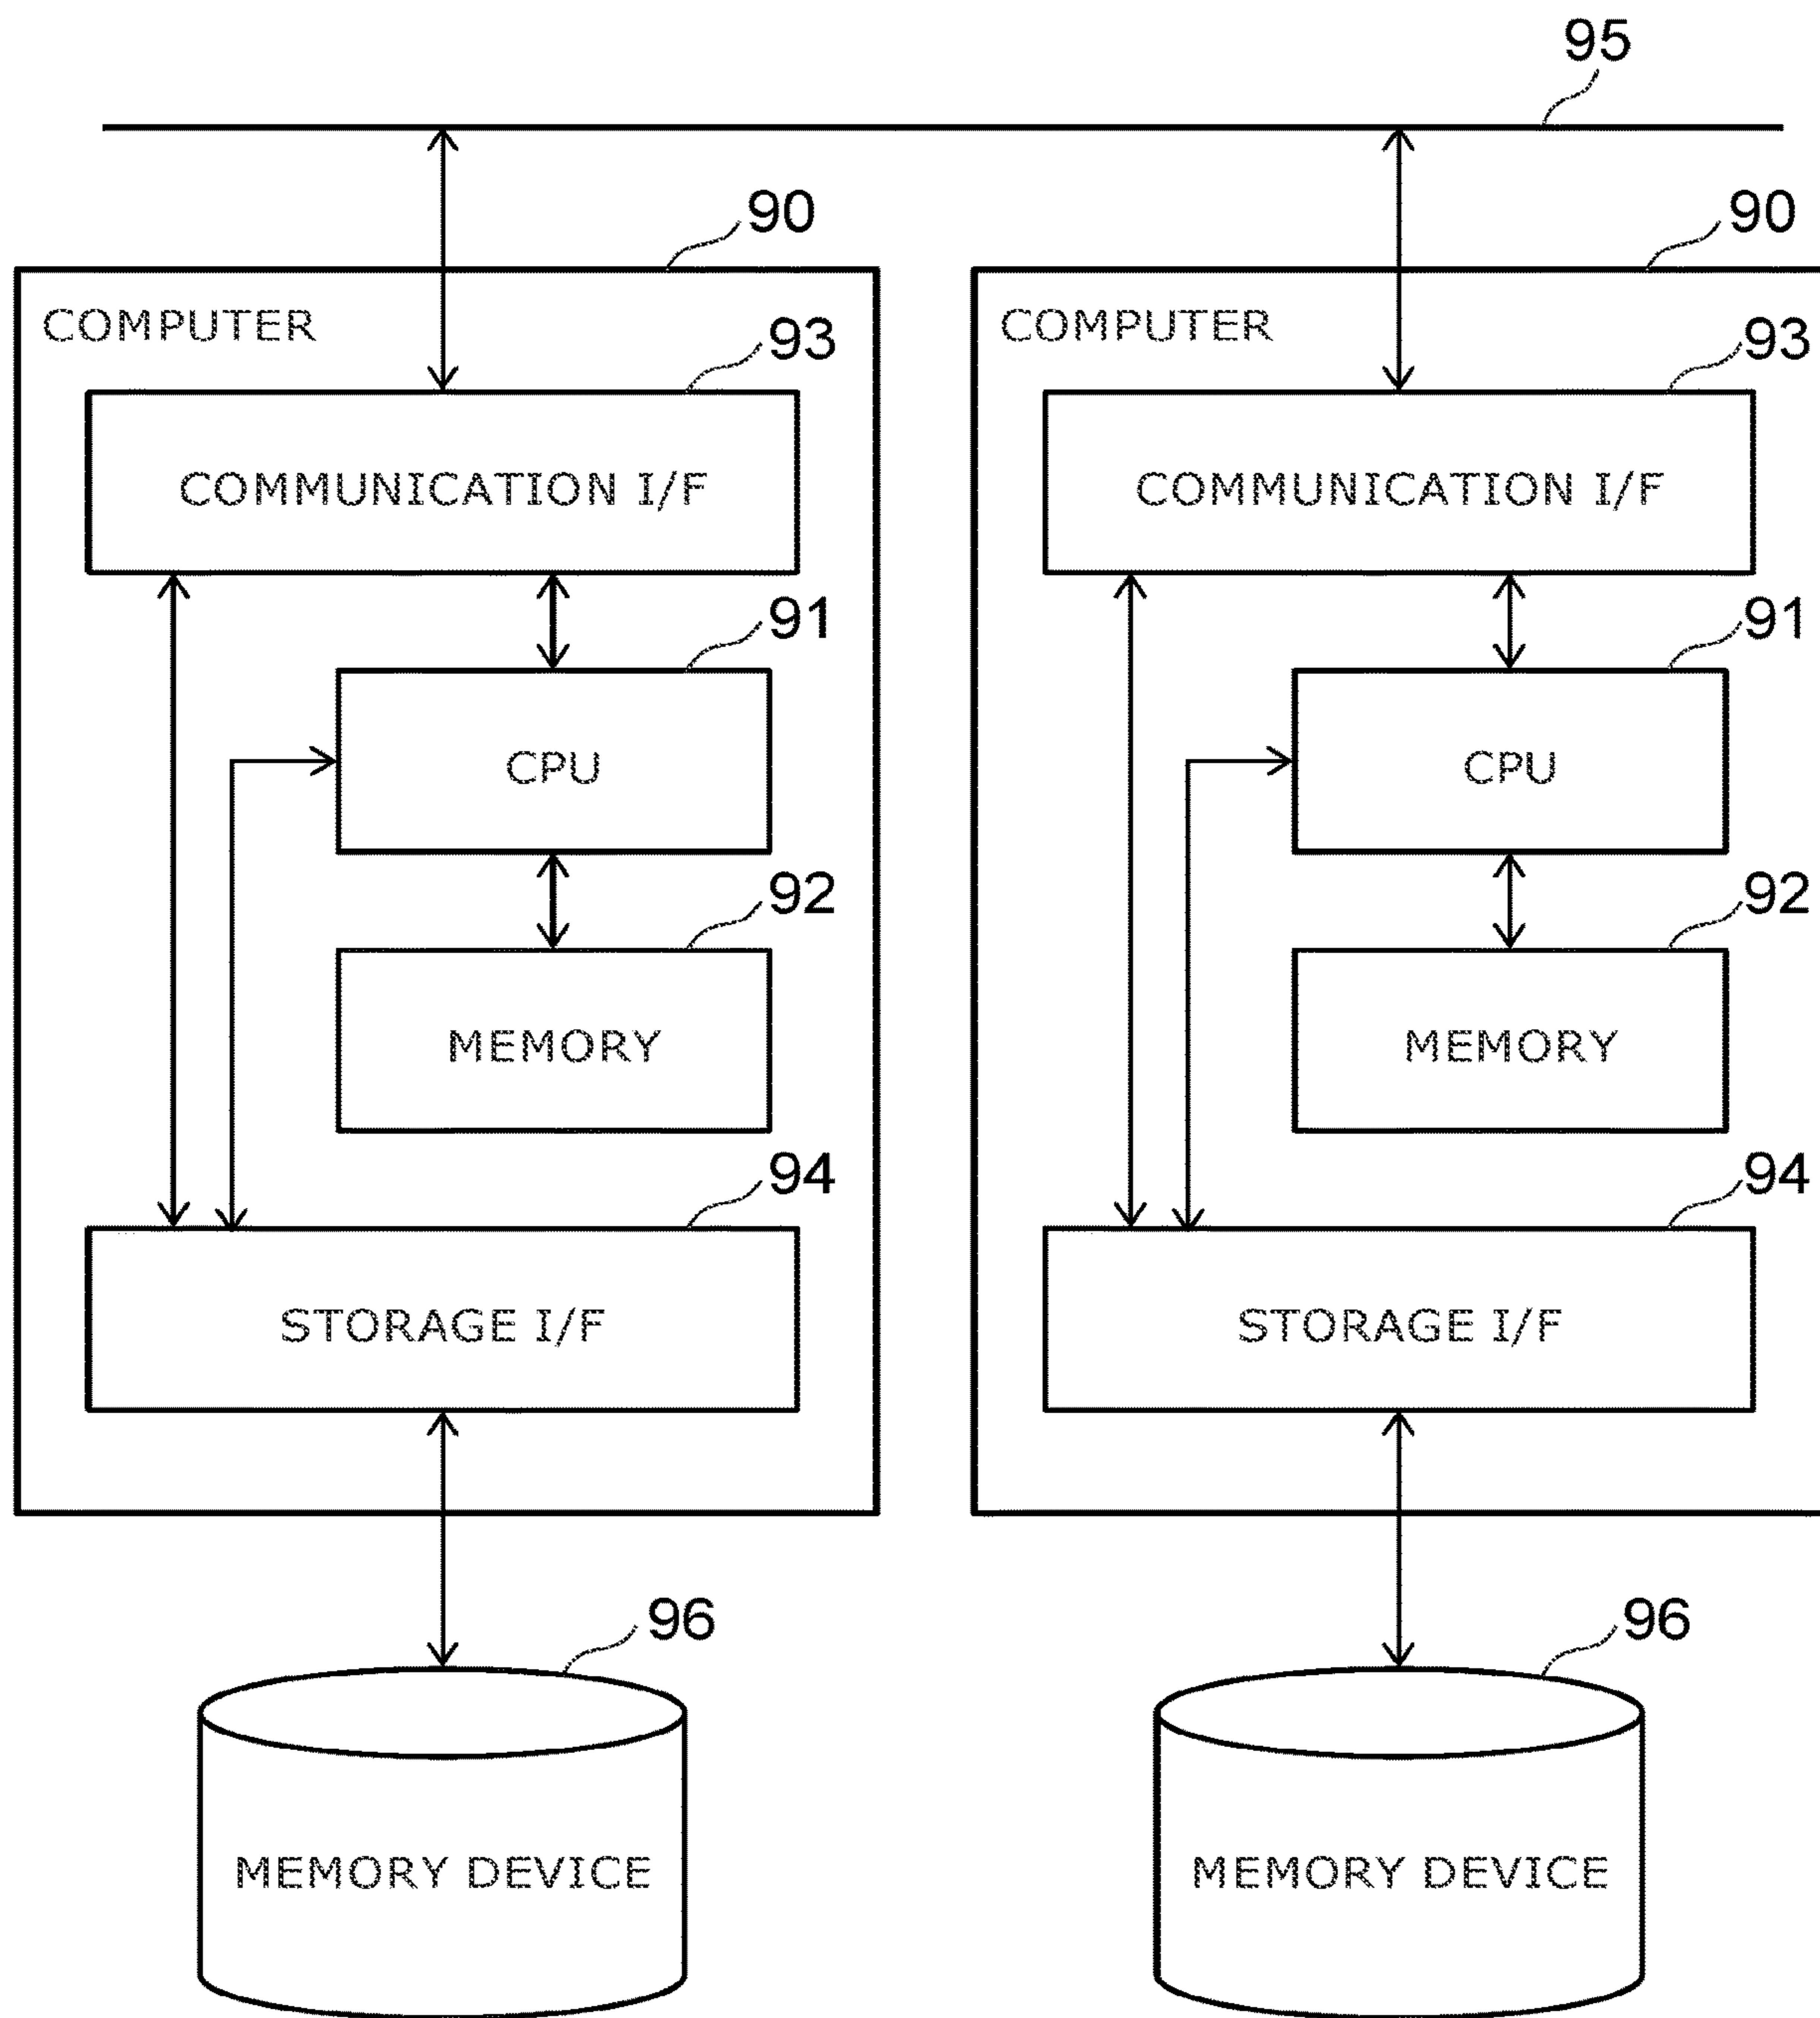 95
90 90
COMPUTER COMPUTER
93 93
COMMUNICATION I/F COMMUNICATION I/F
91 91
CPU CPU
92 92
MEMORY MEMORY
94 94
STORAGE I/F STORAGE I/F
96 96
MEMORY DEVICE MEMORY DEVICE